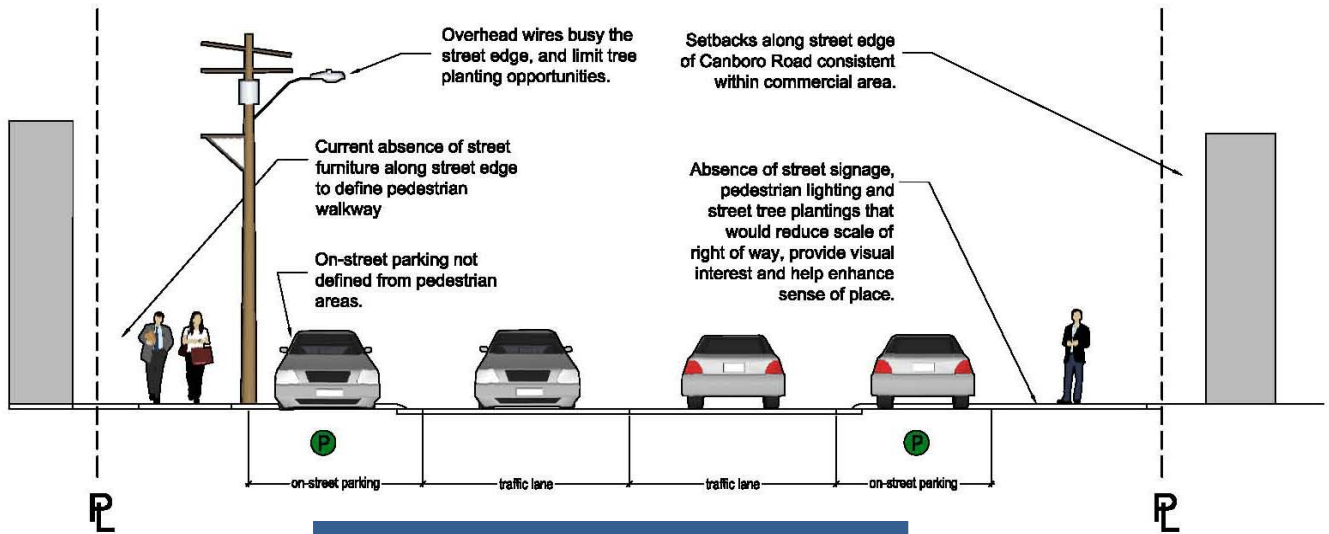 Overhead wires busy the
street edge, and limit tree
planting opportunities.
Setbacks along street edge
of Canboro Road consistent
within commercial area.
Current absence of street
furniture along street edge
to define pedestrian
walkway
Absence of street signage,
pedestrian lighting and
street tree plantings that
would reduce scale of
right of way, provide visual
interest and help enhance
sense of place.
On-street parking not
defined from pedestrian
areas.
P
P
on-street parking
traffic lane
traffic lane
on-street parking
PL
PL